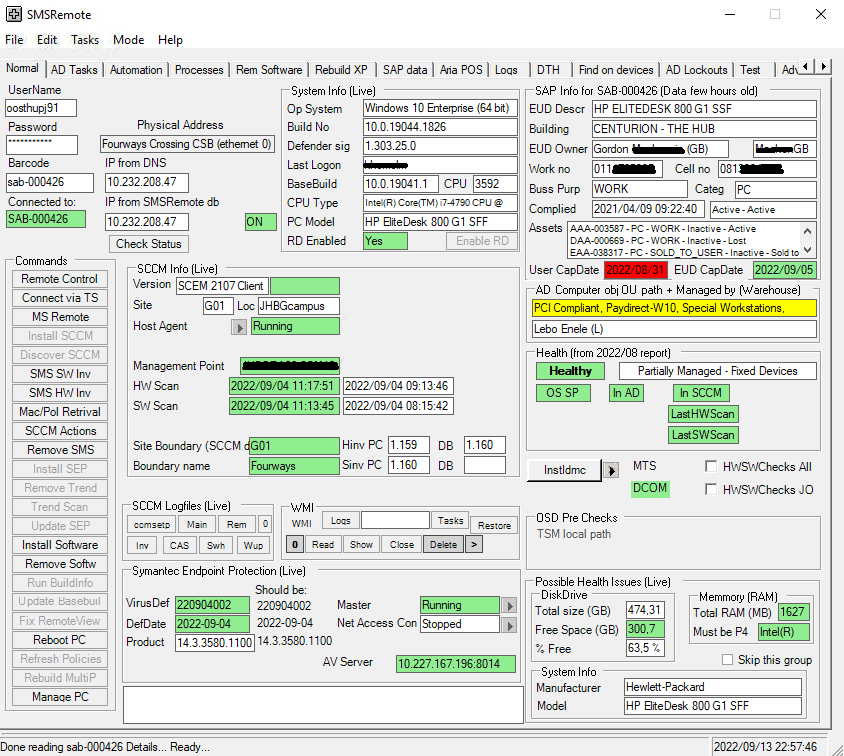 SMSRemote
File Edit Tasks Mode Help
Normal AD Tasks Automation Processes Rem Software Rebuild XP SAP data Aria POS Logs DTH Find on devices AD Lockouts Test Adv
UserName
oosthupj91
Password
***********
Physical Address
Fourways Crossing CSB (ethernet 0)
Barcode
IP from DNS
sab-000426
10.232.208.47
Connected to:
IP from SMSRemote db
SAB-000426
10.232.208.47
ON
Check Status
System Info (Live)
Op System Windows 10 Enterprise (64 bit)
Build No 10.0.19044.1826
Defender sig 1.303.25.0
Last Logon
BaseBuild 10.0.19041.1 CPU 3592
CPU Type Intel(R) Core(TM) i7-4790 CPU @
PC Model HP EliteDesk 800 G1 SFF
RD Enabled Yes Enable RD
SAP Info for SAB-000426 (Data few hours old)
EUD Descr HP ELITEDESK 800 G1 SSF
Building CENTURION - THE HUB
EUD Owner Gordon (GB) GB
Work no 011 Cell no 081
Buss Purp WORK Categ PC
Complied 2021/04/09 09:22:40 Active - Active
Assets AAA-003587 - PC - WORK - Inactive - Active
DAA-000669 - PC - WORK - Inactive - Lost
EAA-038317 - PC - SOLD_TO_USER - Inactive - Sold to
User CapDate 2022/08/31 EUD CapDate 2022/09/05
Commands
Remote Control
Connect via TS
MS Remote
Install SCCM
Discover SCCM
SMS SW Inv
SMS HW Inv
Mac/Pol Retrival
SCCM Actions
Remove SMS
Install SEP
Remove Trend
Trend Scan
Update SEP
Install Software
Remove Softw
Run BuildInfo
Update Basebuil
Fix RemoteView
Reboot PC
Refresh Policies
Rebuild MultiP
Manage PC
SCCM Info (Live)
Version SCEM 2107 Client
Site G01 Loc JHBGcampus
Host Agent Running
Management Point
HW Scan 2022/09/04 11:17:51 2022/09/04 09:13:46
SW Scan 2022/09/04 11:13:45 2022/09/04 08:15:42
Site Boundary (SCCM d G01 Hinv PC 1.159 DB 1.160
Boundary name Fourways Sinv PC 1.160 DB
AD Computer obj OU path + Managed by (Warehouse)
PCI Compliant, Paydirect-W10, Special Workstations,
Lebo Enele (L)
Health (from 2022/08 report)
Healthy Partially Managed - Fixed Devices
OS SP In AD In SCCM
LastHWScan
LastSWScan
InstIdmc MTS HWSWChecks All
DCOM HWSWChecks JO
SCCM Logfiles (Live)
ccmsetp Main Rem 0
Inv CAS Swh Wup
WMI
WMI Logs Tasks Restore
0 Read Show Close Delete >
OSD Pre Checks
TSM local path
Symantec Endpoint Protection (Live)
Should be:
VirusDef 220904002 220904002 Master Running
DefDate 2022-09-04 2022-09-04 Net Access Con Stopped
Product 14.3.3580.1100 14.3.3580.1100
AV Server 10.227.167.196:8014
Possible Health Issues (Live)
DiskDrive
Total size (GB) 474,31
Free Space (GB) 300,7
% Free 63,5 %
Memmory (RAM)
Total RAM (MB) 1627
Must be P4 Intel(R)
Skip this group
System Info
Manufacturer Hewlett-Packard
Model HP EliteDesk 800 G1 SFF
Done reading sab-000426 Details... Ready...
2022/09/13 22:57:46